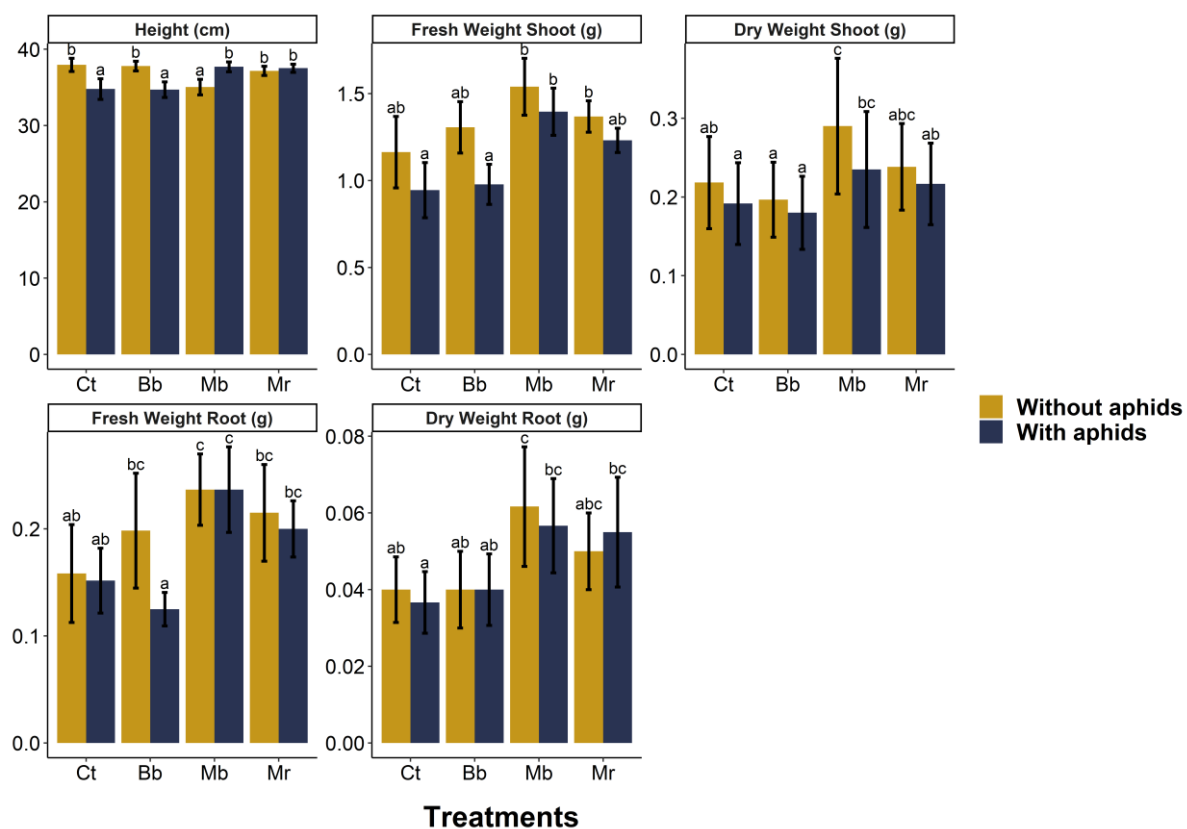 Height (cm)
Fresh Weight Shoot (g)
Dry Weight Shoot (g)
40
30
20
10
0
b a b a a b b b
Ct Bb Mb Mr
1.5
1.0
0.5
0.0
ab a ab a b b b ab
Ct Bb Mb Mr
0.3
0.2
0.1
0.0
ab a a a c bc abc ab
Ct Bb Mb Mr
Without aphids
With aphids
Fresh Weight Root (g)
Dry Weight Root (g)
0.2
0.1
0.0
ab ab bc a c c bc bc
Ct Bb Mb Mr
0.08
0.06
0.04
0.02
0.00
ab a ab ab c bc abc bc
Ct Bb Mb Mr
Treatments